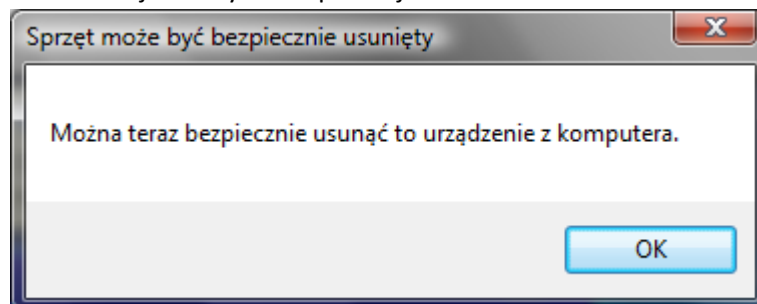 Sprzęt może być bezpiecznie usunięty
Można teraz bezpiecznie usunąć to urządzenie z komputera.
OK